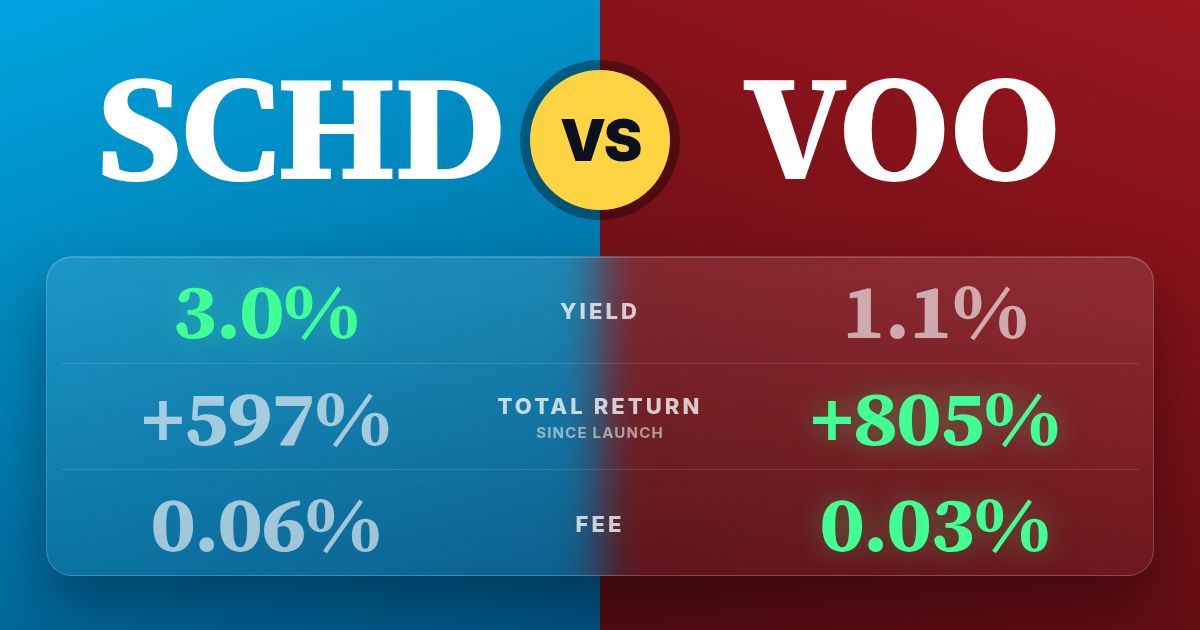 SCHD VS VOO
3.0% YIELD 1.1%
+597% TOTAL RETURN +805%
SINCE LAUNCH
0.06% FEE 0.03%